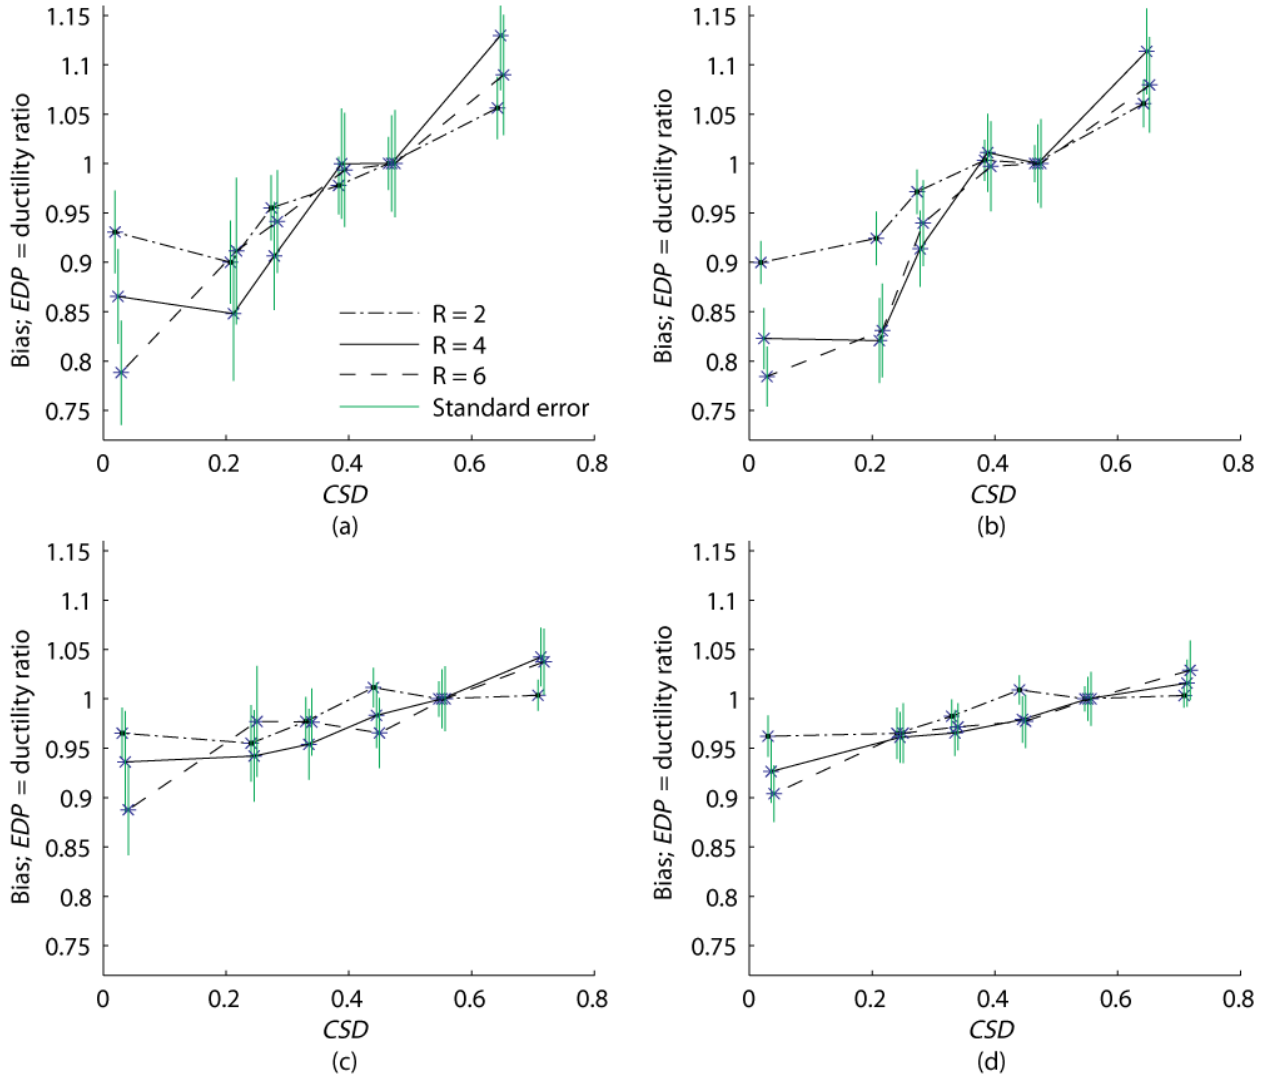 1.15
1.1
1.05
1
0.95
0.9
0.85
0.8
0.75
Bias; EDP = ductility ratio
R = 2
R = 4
R = 6
Standard error
0 0.2 0.4 0.6 0.8
CSD
(a)
1.15
1.1
1.05
1
0.95
0.9
0.85
0.8
0.75
Bias; EDP = ductility ratio
0 0.2 0.4 0.6 0.8
CSD
(b)
1.15
1.1
1.05
1
0.95
0.9
0.85
0.8
0.75
Bias; EDP = ductility ratio
0 0.2 0.4 0.6 0.8
CSD
(c)
1.15
1.1
1.05
1
0.95
0.9
0.85
0.8
0.75
Bias; EDP = ductility ratio
0 0.2 0.4 0.6 0.8
CSD
(d)